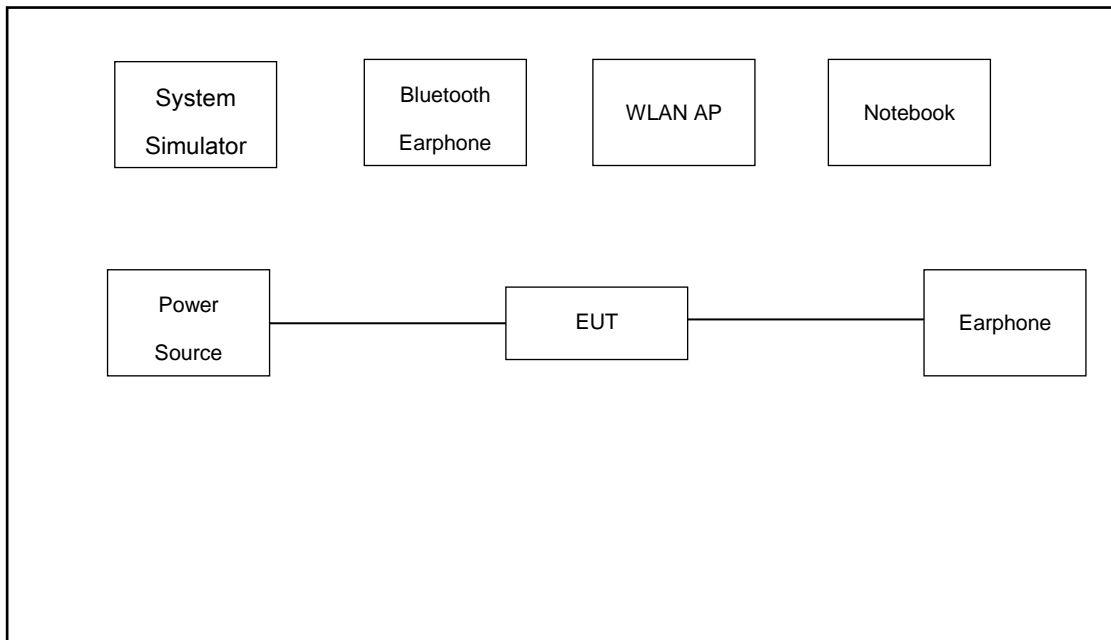 System
Simulator
Bluetooth
Earphone
WLAN AP
Notebook
Power
Source
EUT
Earphone